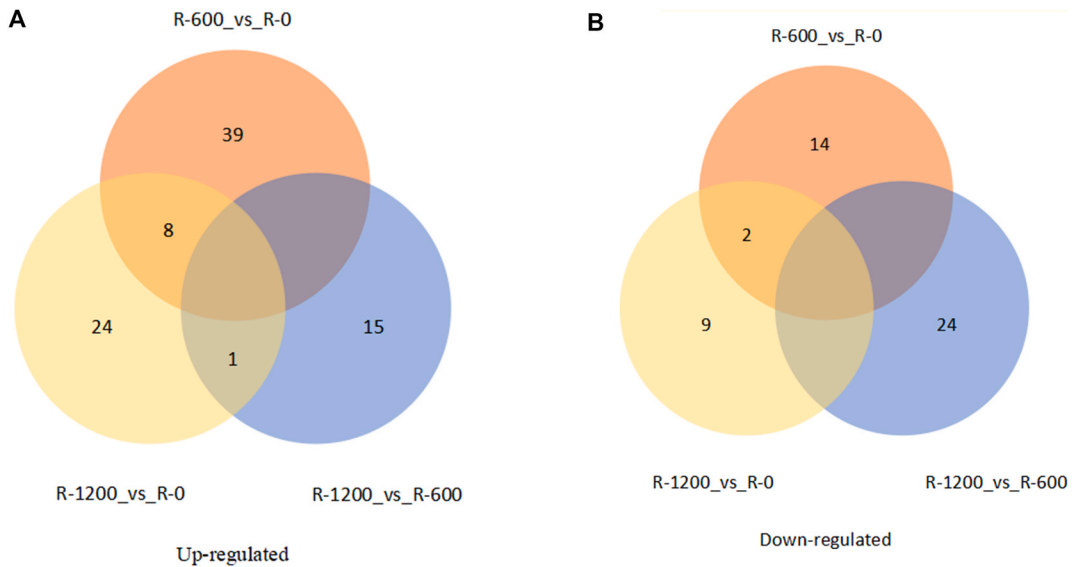 A
R-600_vs_R-0
39
8
24
15
1
R-1200_vs_R-0
R-1200_vs_R-600
Up-regulated
B
R-600_vs_R-0
14
2
9
24
R-1200_vs_R-0
R-1200_vs_R-600
Down-regulated